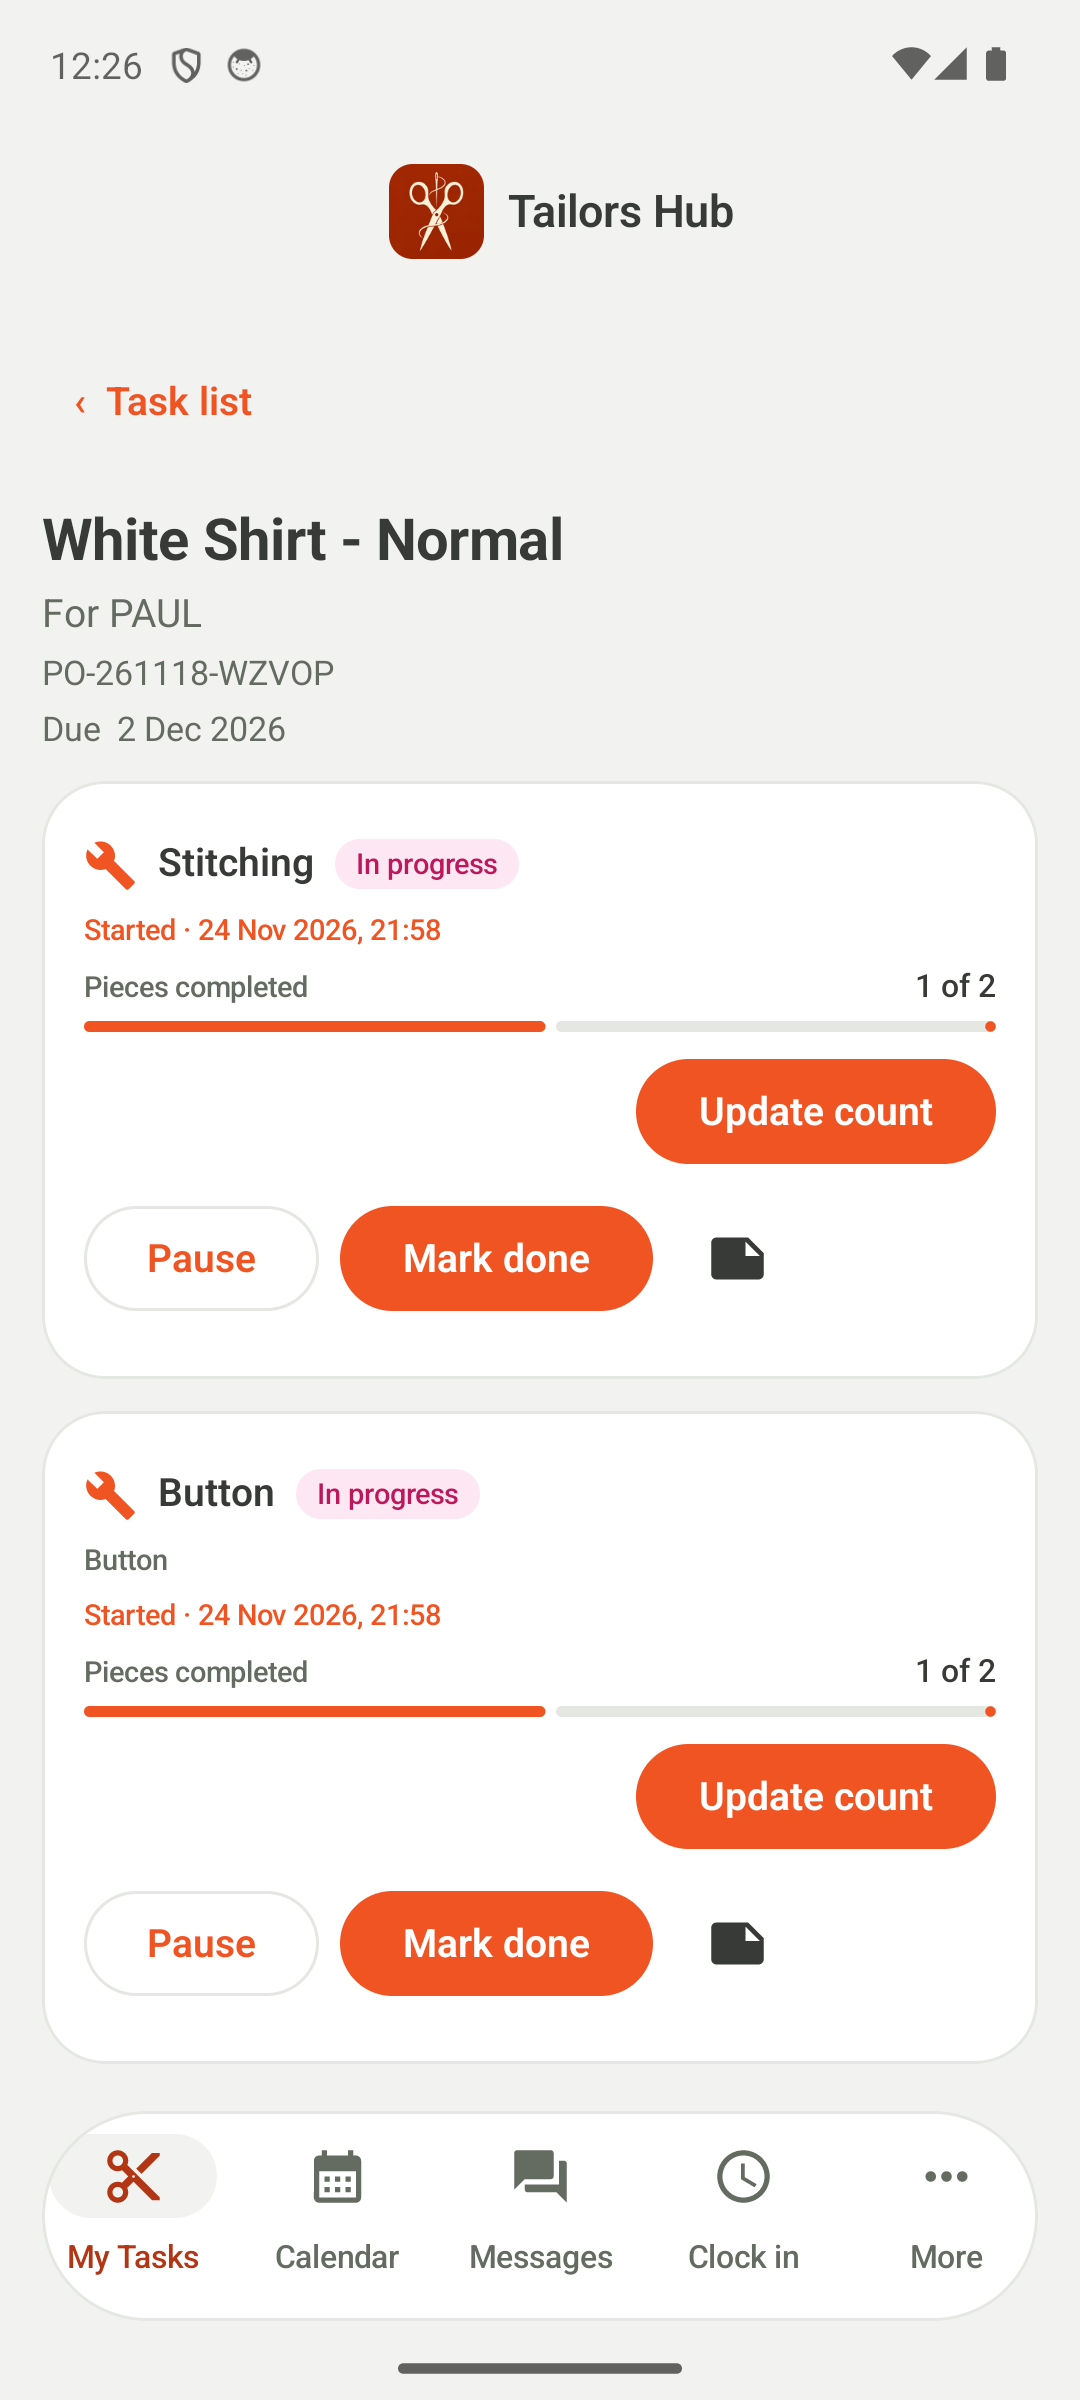 12:26
Tailors Hub
‹ Task list
White Shirt - Normal
For PAUL
PO-261118-WZVOP
Due  2 Dec 2026
Stitching In progress
Started · 24 Nov 2026, 21:58
Pieces completed 1 of 2
Update count
Pause Mark done
Button In progress
Button
Started · 24 Nov 2026, 21:58
Pieces completed 1 of 2
Update count
Pause Mark done
My Tasks Calendar Messages Clock in More